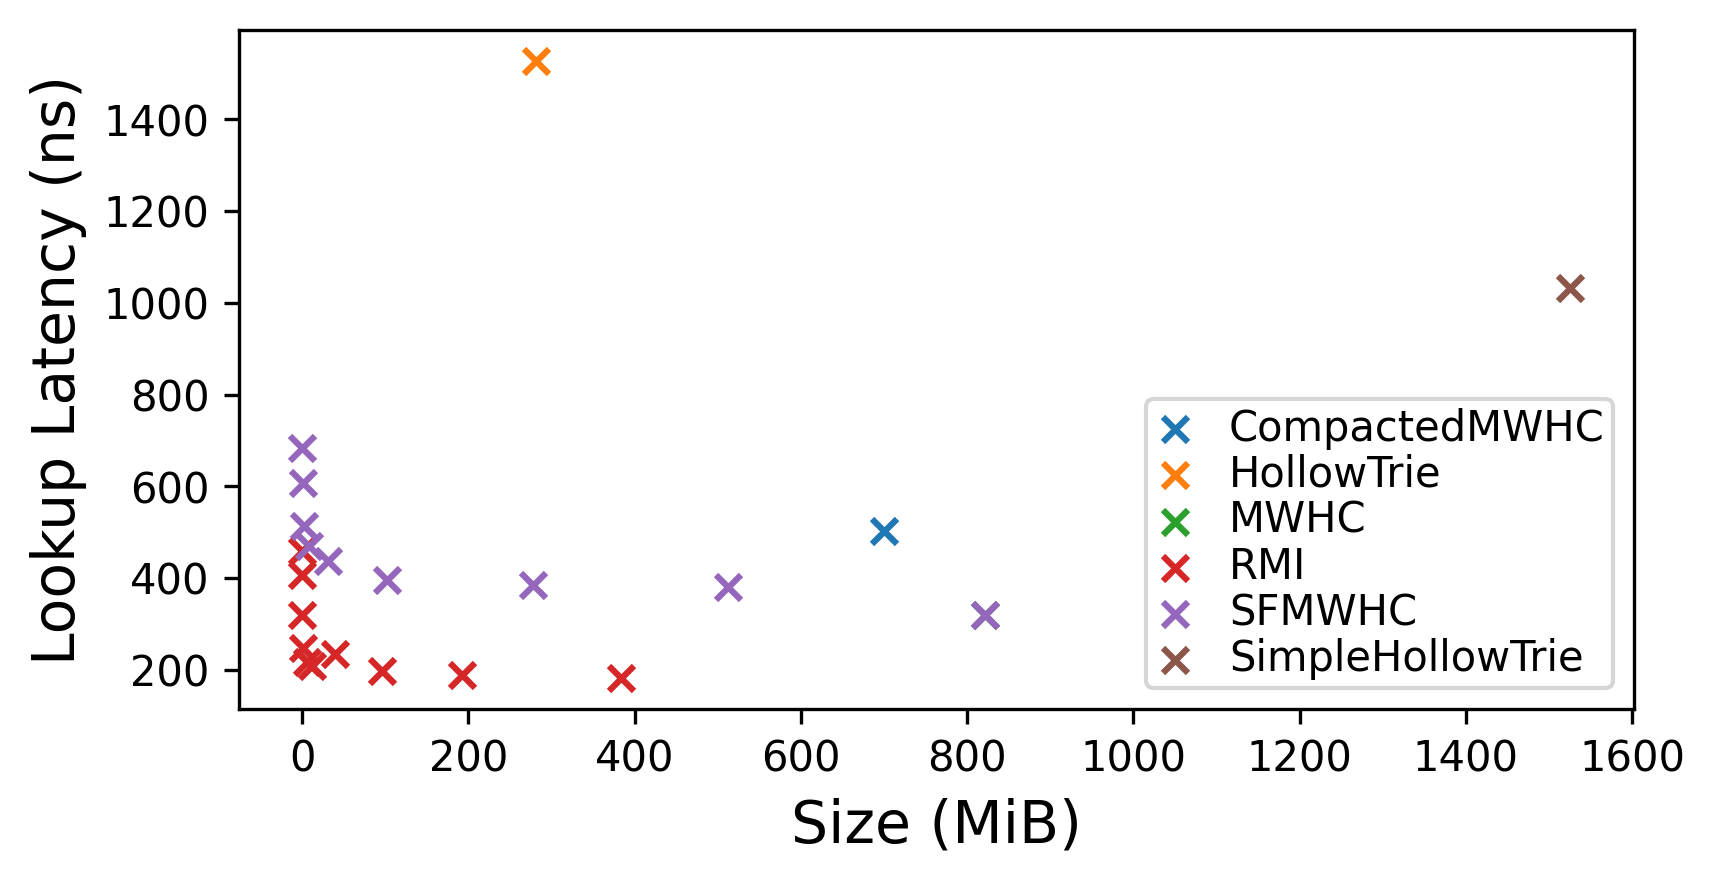 Lookup Latency (ns)
1400
1200
1000
800
600
400
200
CompactedMWHC
HollowTrie
MWHC
RMI
SFMWHC
SimpleHollowTrie
0 200 400 600 800 1000 1200 1400 1600
Size (MiB)